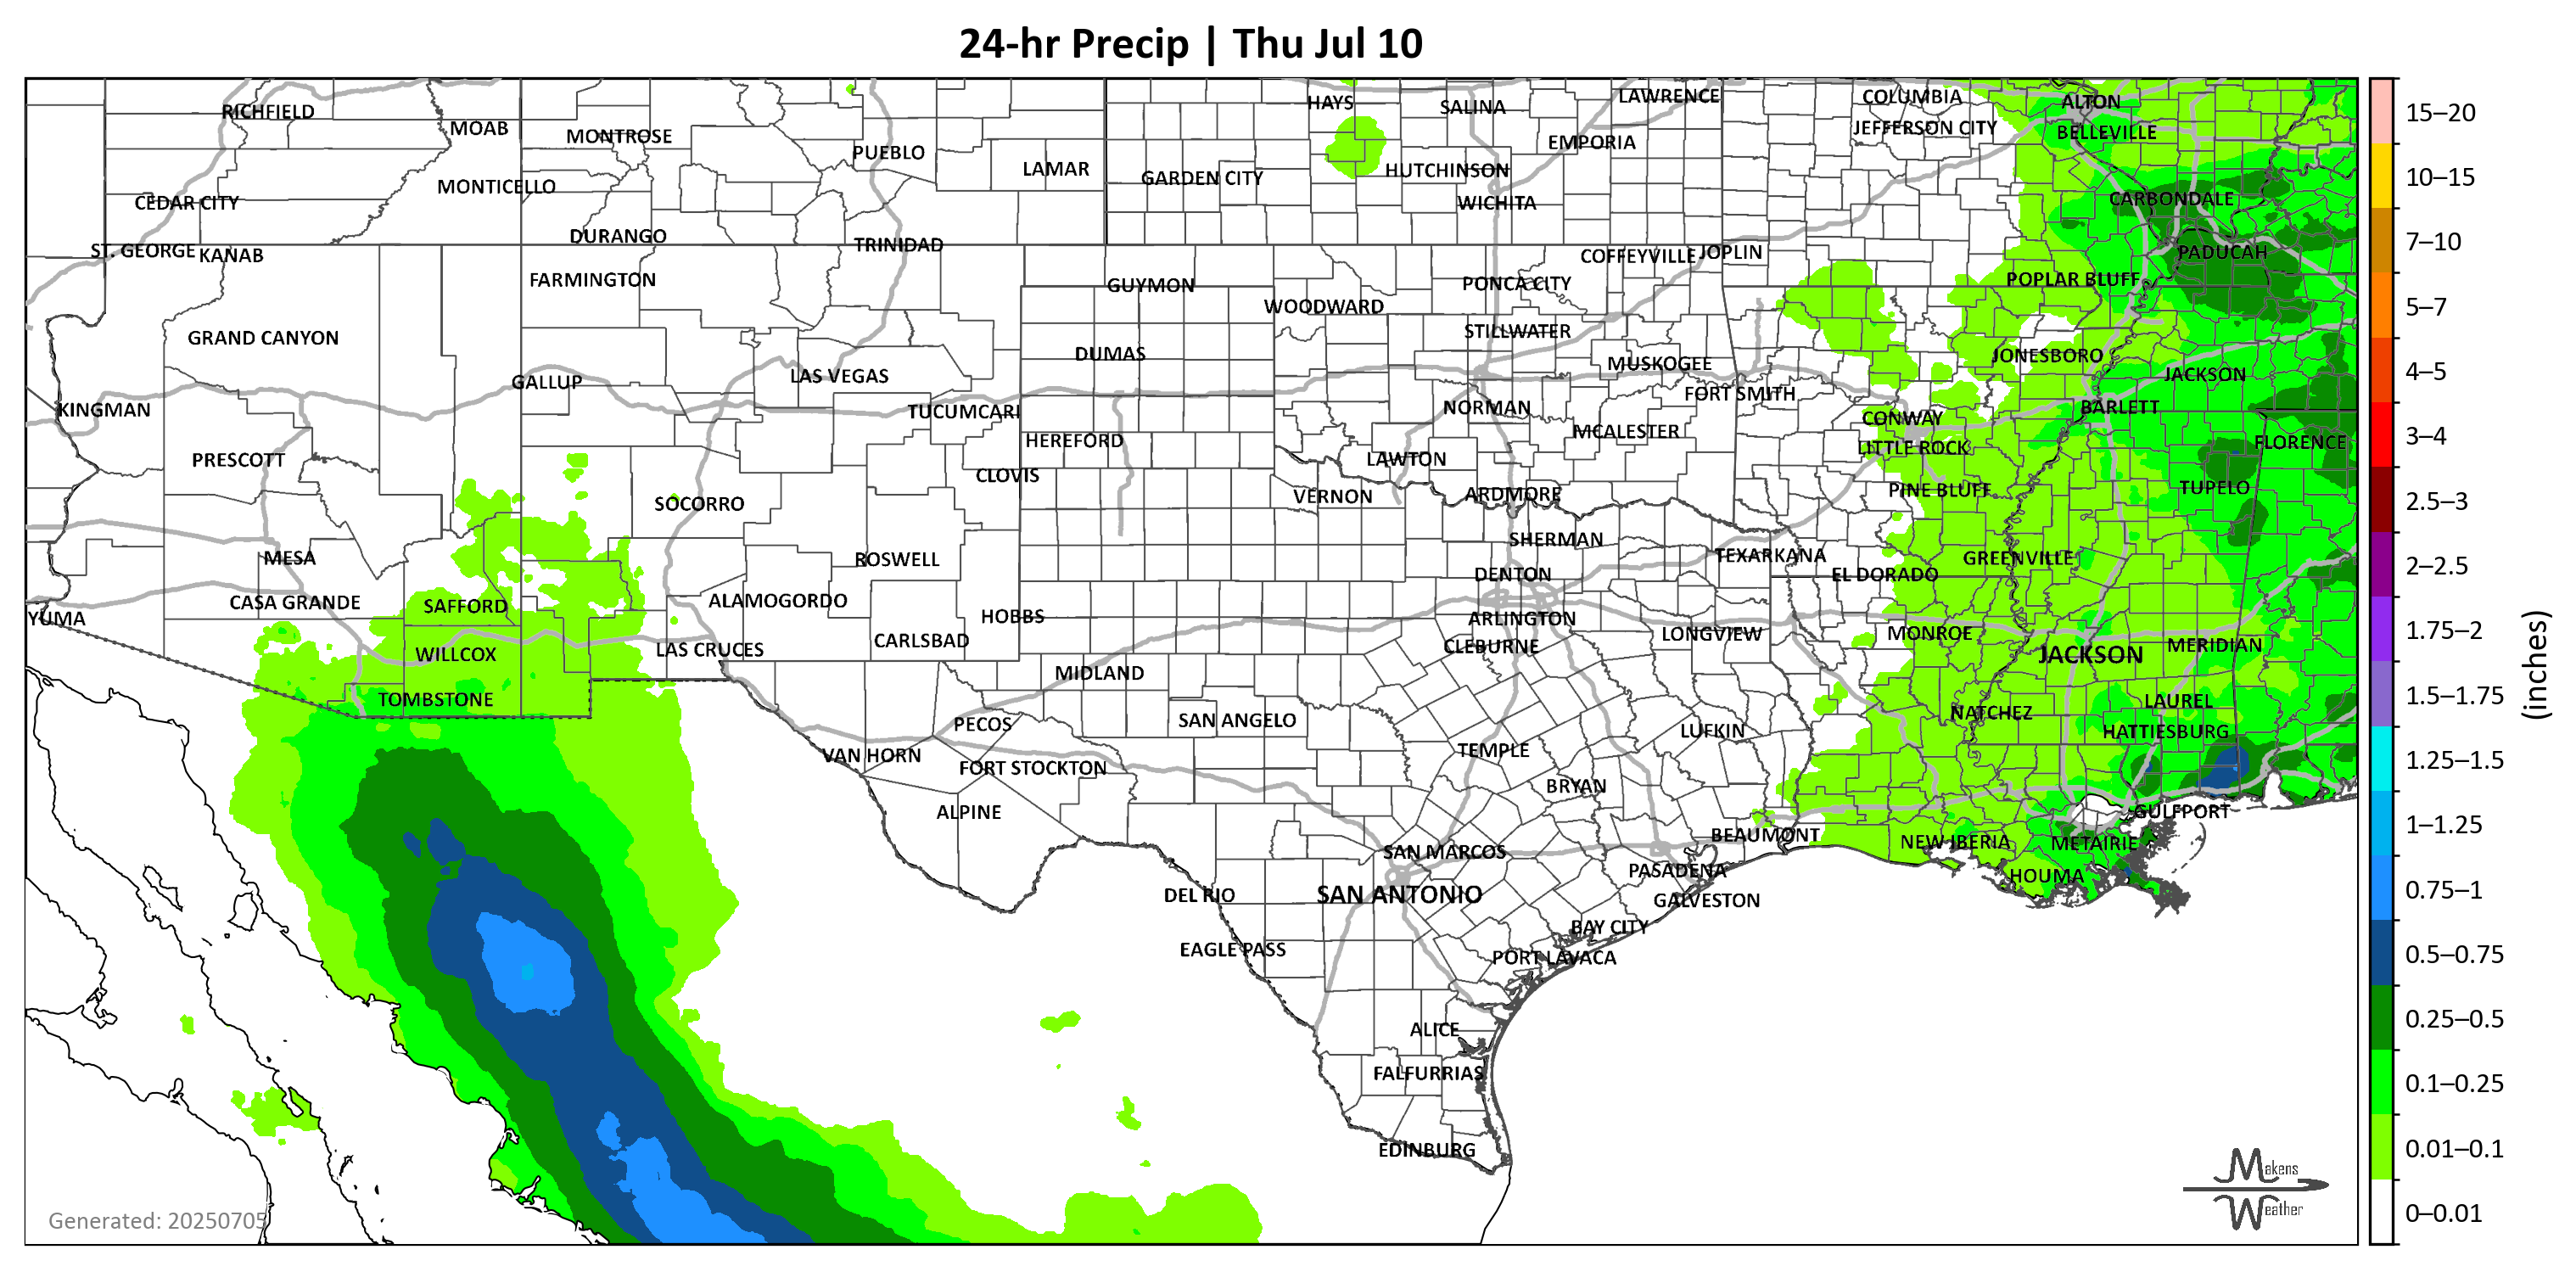 24-hr Precip | Thu Jul 10
RICHFIELD
MOAB
MONTROSE
PUEBLO
LAMAR
HAYS
SALINA
LAWRENCE
COLUMBIA
ALTON
EMPORIA
JEFFERSON CITY
BELLEVILLE
GARDEN CITY
HUTCHINSON
MONTICELLO
CEDAR CITY
WICHITA
CARBONDALE
DURANGO
TRINIDAD
ST. GEORGE
KANAB
COFFEYVILLE
JOPLIN
PADUCAH
FARMINGTON
GUYMON
PONCA CITY
POPLAR BLUFF
WOODWARD
GRAND CANYON
STILLWATER
DUMAS
MUSKOGEE
JONESBORO
GALLUP
LAS VEGAS
JACKSON
KINGMAN
TUCUMCARI
NORMAN
FORT SMITH
BARLETT
CONWAY
HEREFORD
MCALESTER
LITTLE ROCK
FLORENCE
PRESCOTT
CLOVIS
LAWTON
SOCORRO
VERNON
ARDMORE
PINE BLUFF
TUPELO
MESA
ROSWELL
SHERMAN
TEXARKANA
GREENVILLE
DENTON
EL DORADO
CASA GRANDE
SAFFORD
ALAMOGORDO
HOBBS
ARLINGTON
YUMA
CARLSBAD
CLEBURNE
LONGVIEW
MONROE
WILLCOX
LAS CRUCES
JACKSON
MERIDIAN
MIDLAND
TOMBSTONE
PECOS
SAN ANGELO
NATCHEZ
LAUREL
VAN HORN
FORT STOCKTON
TEMPLE
LUFKIN
HATTIESBURG
ALPINE
BRYAN
GULFPORT
BEAUMONT
NEW IBERIA
METAIRIE
SAN MARCOS
PASADENA
HOUMA
DEL RIO
SAN ANTONIO
GALVESTON
EAGLE PASS
BAY CITY
PORT LAVACA
ALICE
FALFURRIAS
EDINBURG
Generated: 20250705
Makens
Weather
15–20
10–15
7–10
5–7
4–5
3–4
2.5–3
2–2.5
1.75–2
1.5–1.75
1.25–1.5
1–1.25
0.75–1
0.5–0.75
0.25–0.5
0.1–0.25
0.01–0.1
0–0.01
(inches)